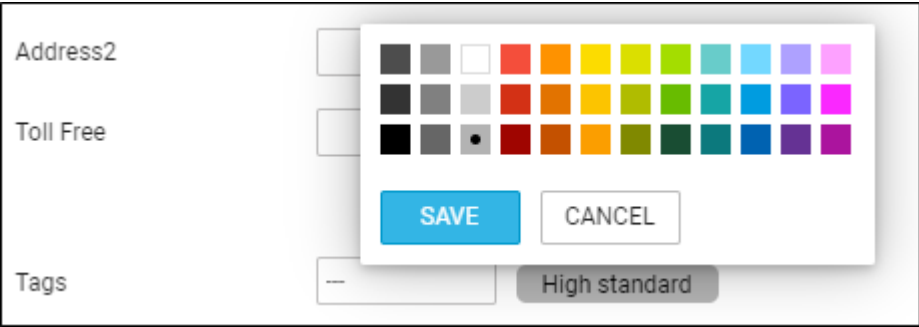 Address2
Toll Free
SAVE CANCEL
Tags --- High standard